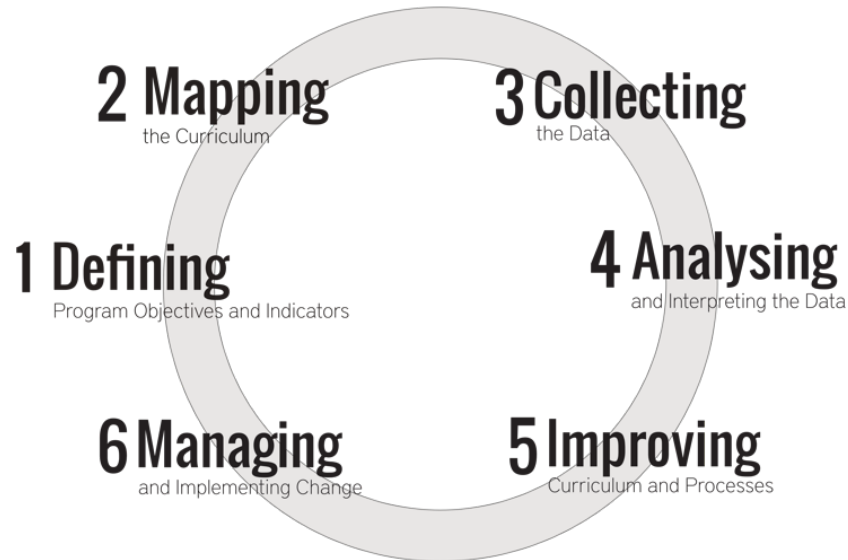 2 Mapping
the Curriculum
3 Collecting
the Data
1 Defining
Program Objectives and Indicators
4 Analysing
and Interpreting the Data
6 Managing
and Implementing Change
5 Improving
Curriculum and Processes